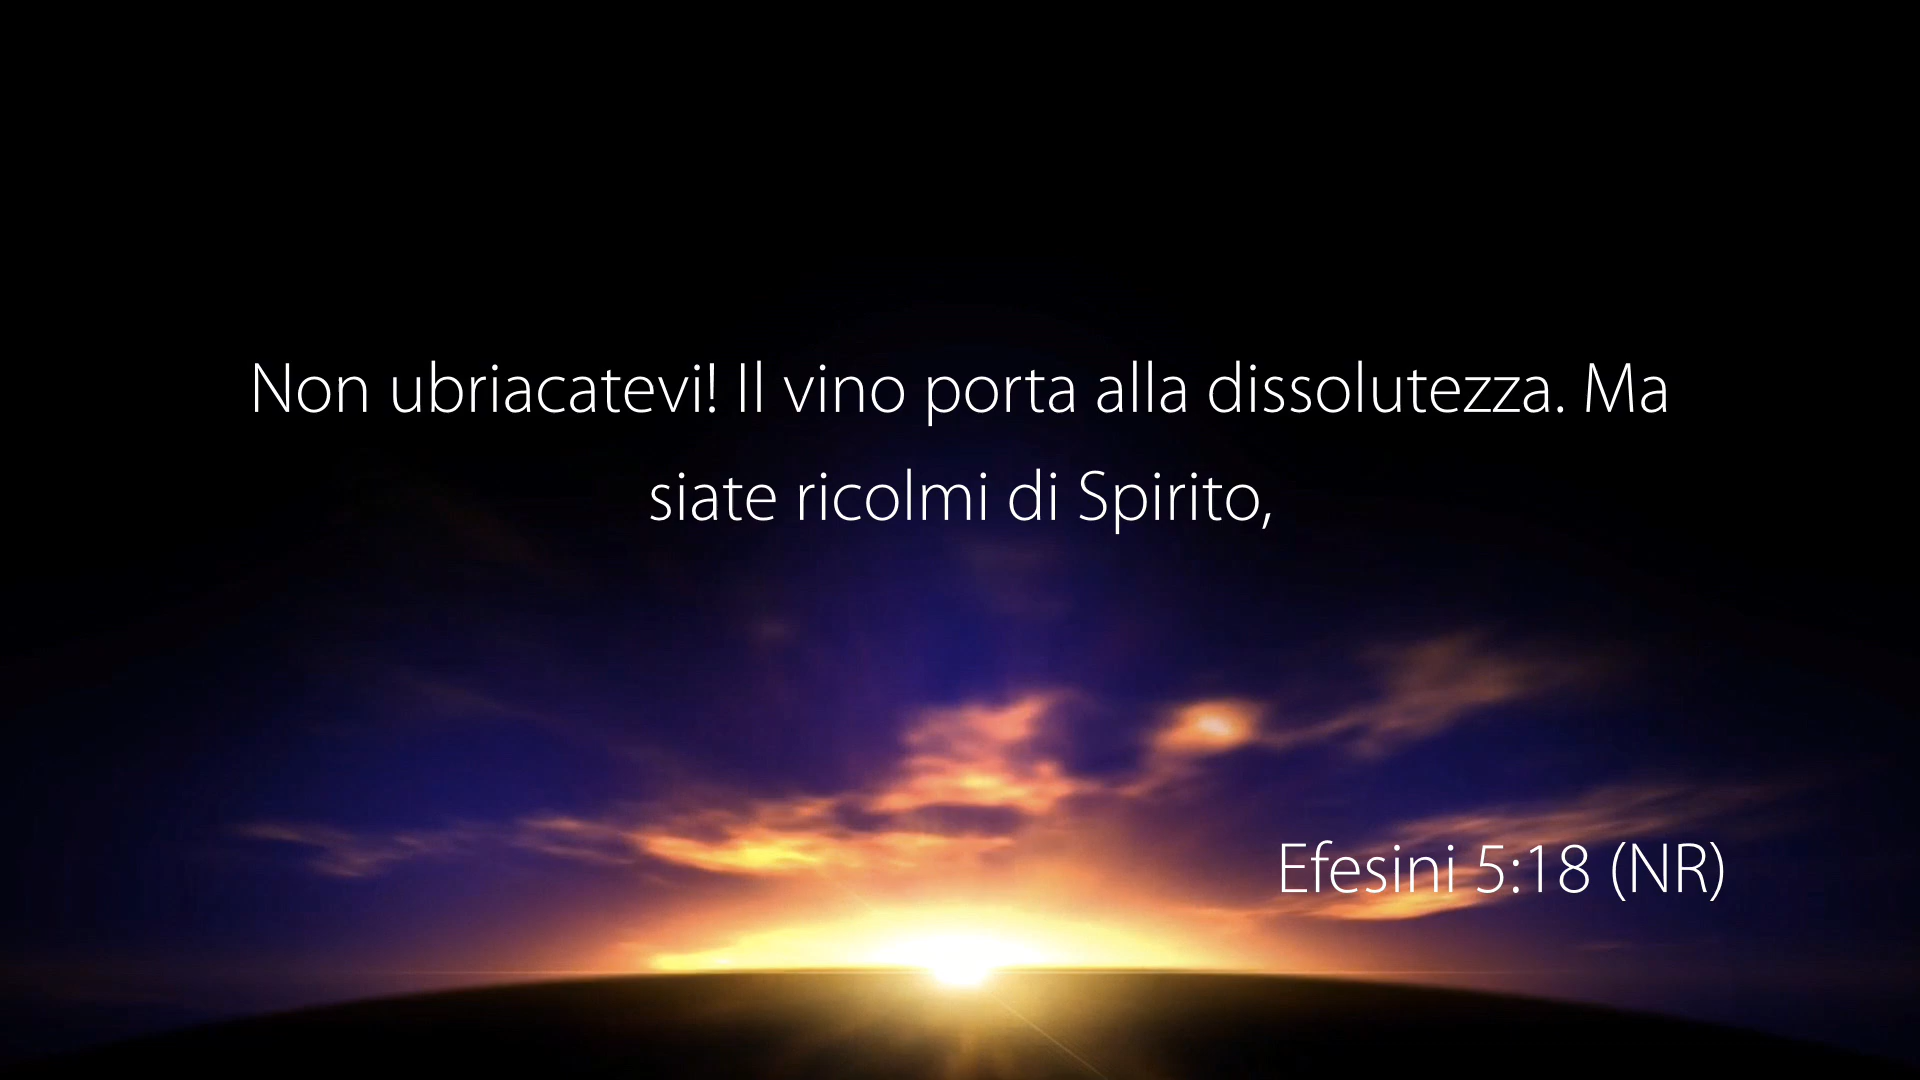 Non ubriacatevi! Il vino porta alla dissolutezza. Ma
siate ricolmi di Spirito,
Efesini 5:18 (NR)